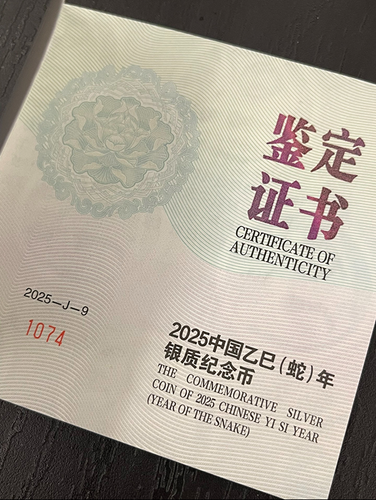 鉴定
证书
CERTIFICATE OF
AUTHENTICITY
2025-J-9
1074
2025中国乙巳(蛇)年
银质纪念币
THE COMMEMORATIVE SILVER
COIN OF 2025 CHINESE YI SI YEAR
(YEAR OF THE SNAKE)